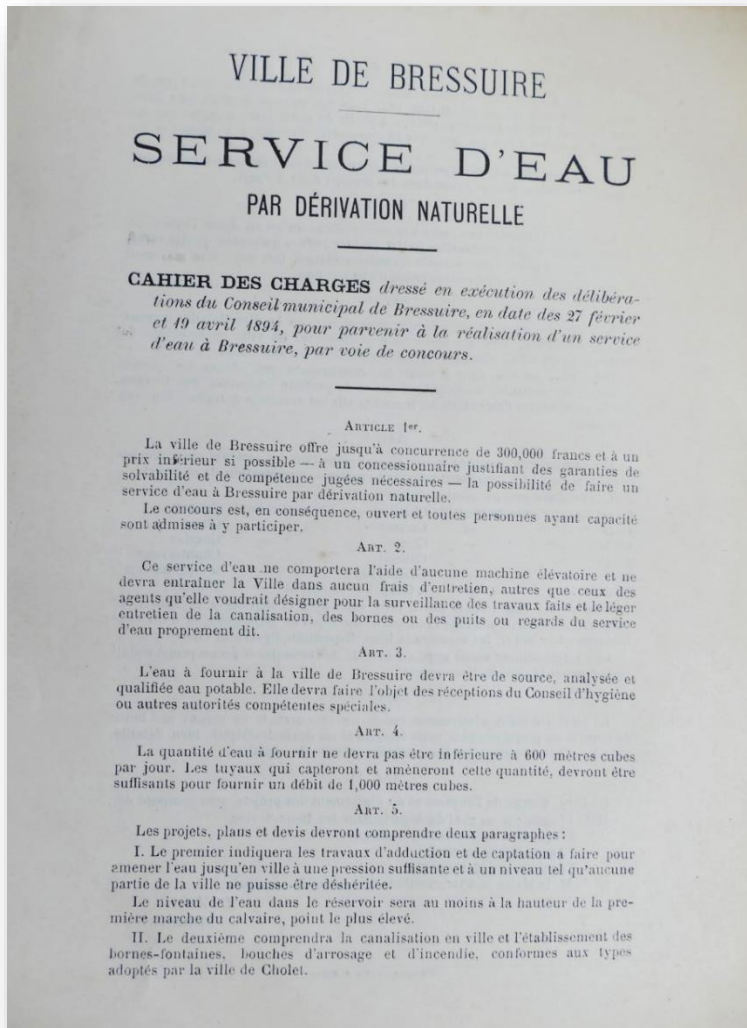 VILLE DE BRESSUIRE
SERVICE D'EAU
PAR DÉRIVATION NATURELLE
CAHIER DES CHARGES dressé en exécution des délibéra-
tions du Conseil municipal de Bressuire, en date des 27 février
et 19 avril 1894, pour parvenir à la réalisation d'un service
d'eau à Bressuire, par voie de concours.
ARTICLE 1er.
La ville de Bressuire offre jusqu'à concurrence de 300,000 francs et à un
prix inférieur si possible — à un concessionnaire justifiant des garanties de
solvabilité et de compétence jugées nécessaires — la possibilité de faire un
service d'eau à Bressuire par dérivation naturelle.
Le concours est, en conséquence, ouvert et toutes personnes ayant capacité
sont admises à y participer.
ART. 2.
Ce service d'eau ne comportera l'aide d'aucune machine élévatoire et ne
devra entraîner la Ville dans aucun frais d'entretien, autres que ceux des
agents qu'elle voudrait désigner pour la surveillance des travaux faits et le léger
entretien de la canalisation, des bornes ou des puits ou regards du service
d'eau proprement dit.
ART. 3.
L'eau à fournir à la ville de Bressuire devra être de source, analysée et
qualifiée eau potable. Elle devra faire l'objet des réceptions du Conseil d'hygiène
ou autres autorités compétentes spéciales.
ART. 4.
La quantité d'eau à fournir ne devra pas être inférieure à 600 mètres cubes
par jour. Les tuyaux qui capteront et amèneront cette quantité, devront être
suffisants pour fournir un débit de 1,000 mètres cubes.
ART. 5.
Les projets, plans et devis devront comprendre deux paragraphes :
I. Le premier indiquera les travaux d'adduction et de captation a faire pour
amener l'eau jusqu'en ville à une pression suffisante et à un niveau tel qu'aucune
partie de la ville ne puisse être déshéritée.
Le niveau de l'eau dans le réservoir sera au moins à la hauteur de la pre-
mière marche du calvaire, point le plus élevé.
II. Le deuxième comprendra la canalisation en ville et l'établissement des
bornes-fontaines, bouches d'arrosage et d'incendie, conformes aux types
adoptés par la ville de Cholet.